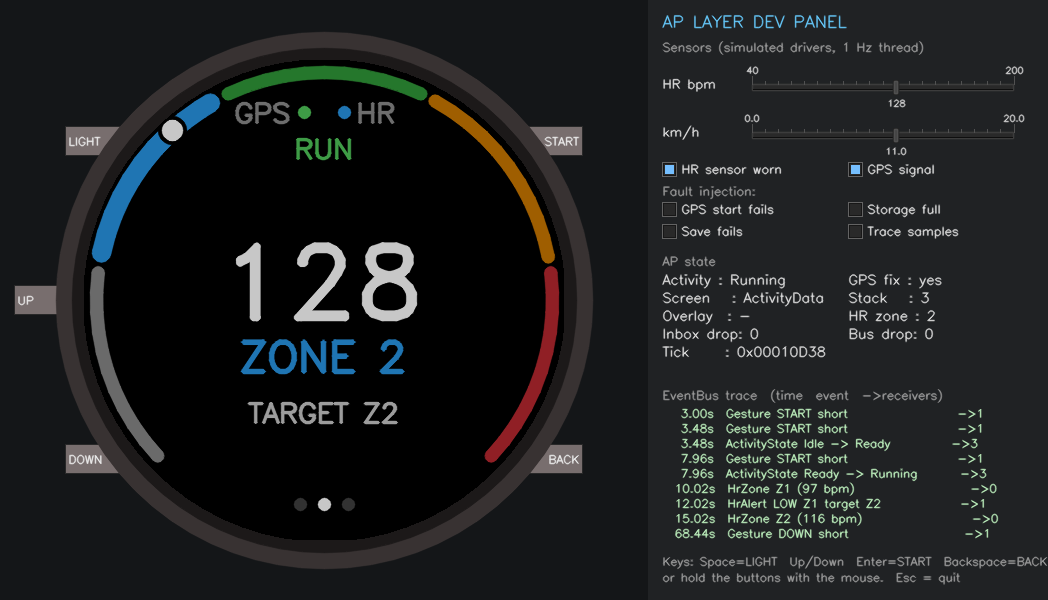 LIGHT
START
UP
DOWN
BACK
GPS HR
RUN
128
ZONE 2
TARGET Z2
AP LAYER DEV PANEL
Sensors (simulated drivers, 1 Hz thread)
40 200
HR bpm
128
0.0 20.0
km/h
11.0
HR sensor worn GPS signal
Fault injection:
GPS start fails Storage full
Save fails Trace samples
AP state
Activity : Running GPS fix : yes
Screen : ActivityData Stack : 3
Overlay : – HR zone : 2
Inbox drop: 0 Bus drop: 0
Tick : 0x00010D38
EventBus trace (time event –>receivers)
3.00s Gesture START short –>1
3.48s Gesture START short –>1
3.48s ActivityState Idle –> Ready –>3
7.96s Gesture START short –>1
7.96s ActivityState Ready –> Running –>3
10.02s HrZone Z1 (97 bpm) –>0
12.02s HrAlert LOW Z1 target Z2 –>1
15.02s HrZone Z2 (116 bpm) –>0
68.44s Gesture DOWN short –>1
Keys: Space=LIGHT Up/Down Enter=START Backspace=BACK
or hold the buttons with the mouse. Esc = quit